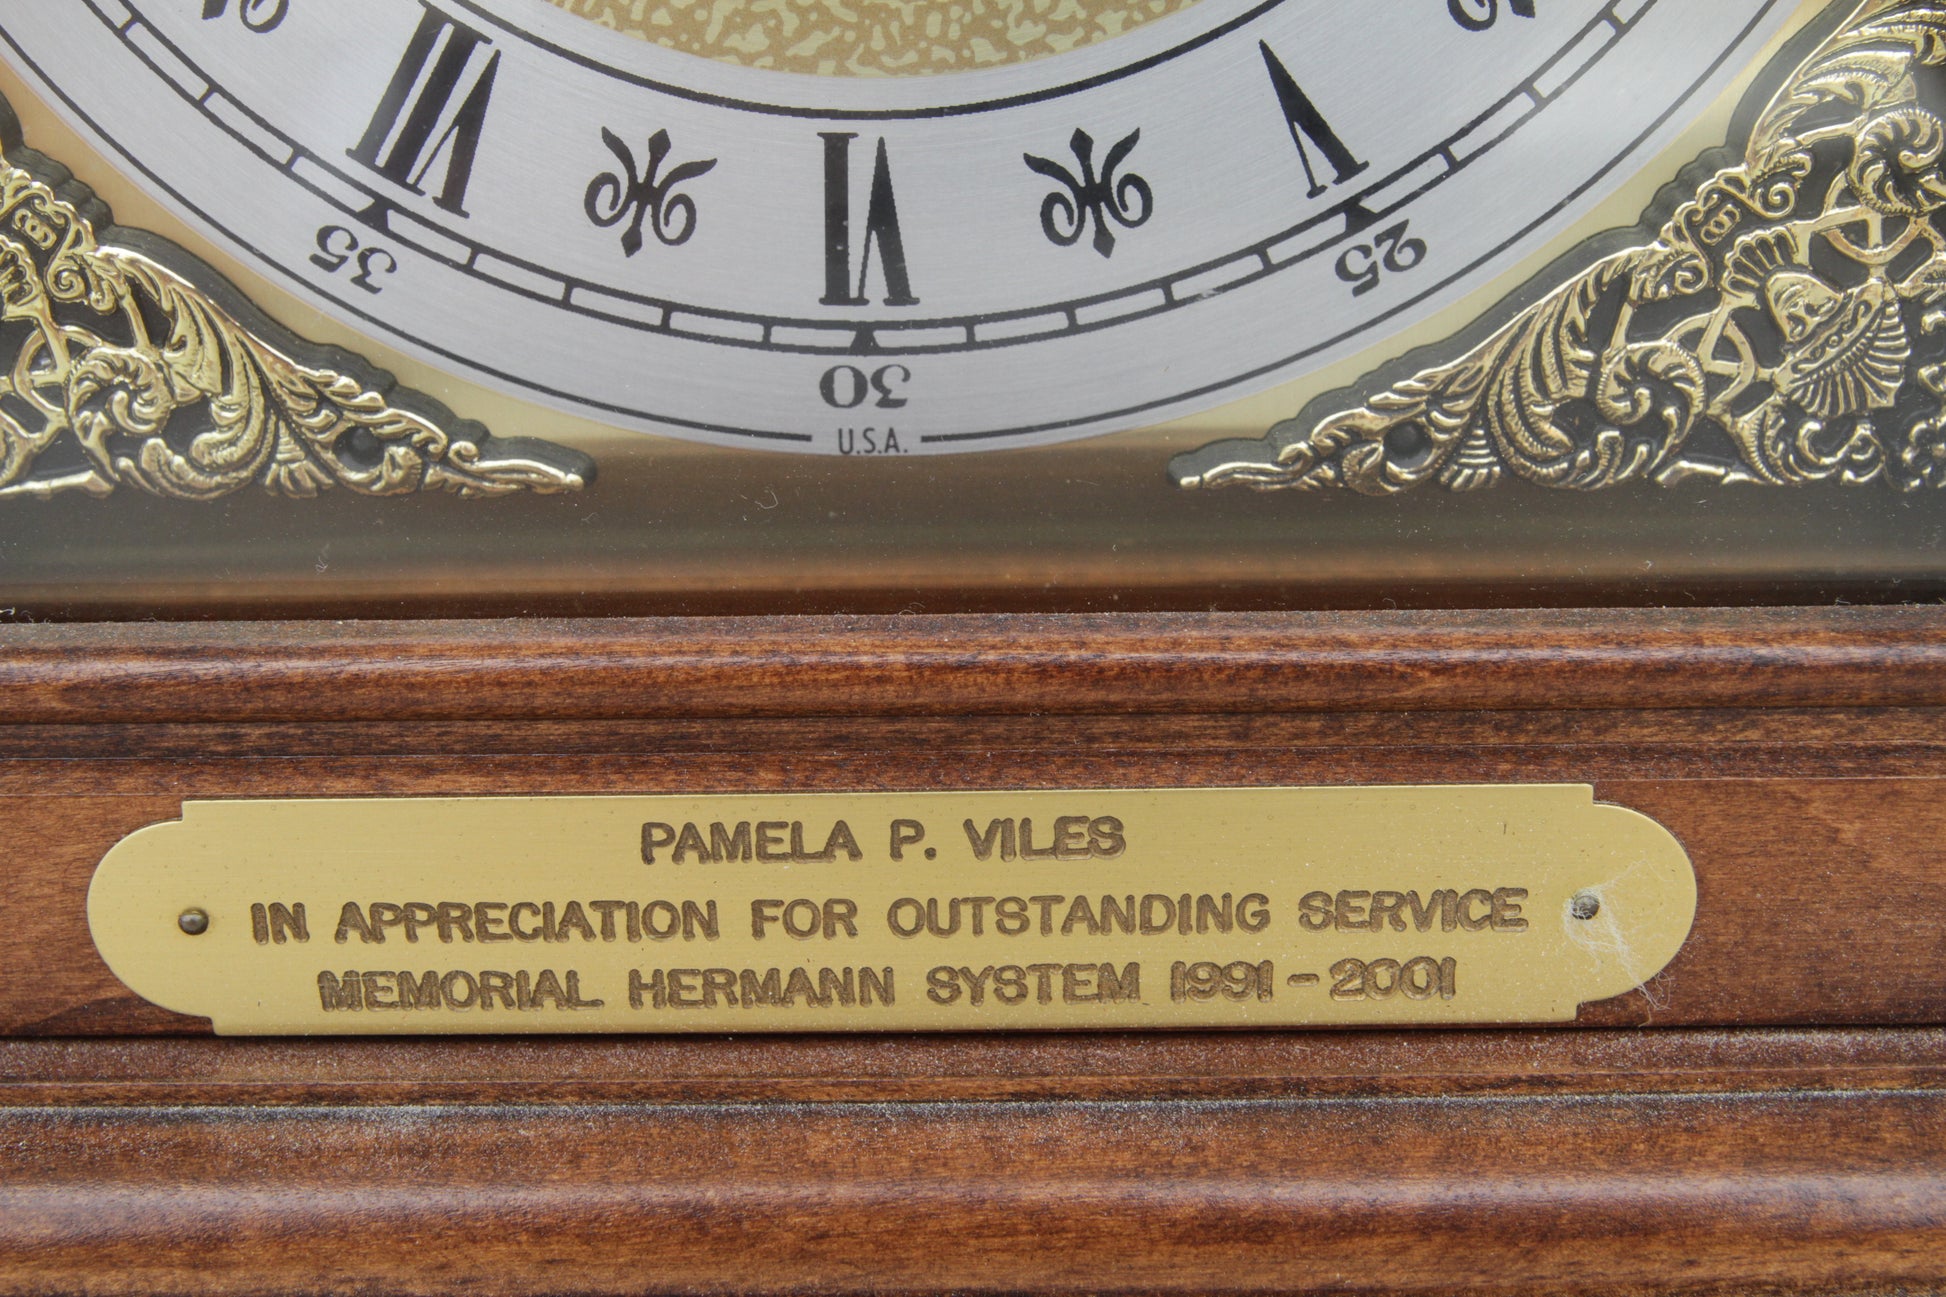 VII VI V
35 30 25
U.S.A.
PAMELA P. VILES
IN APPRECIATION FOR OUTSTANDING SERVICE
MEMORIAL HERMANN SYSTEM 1991-2001